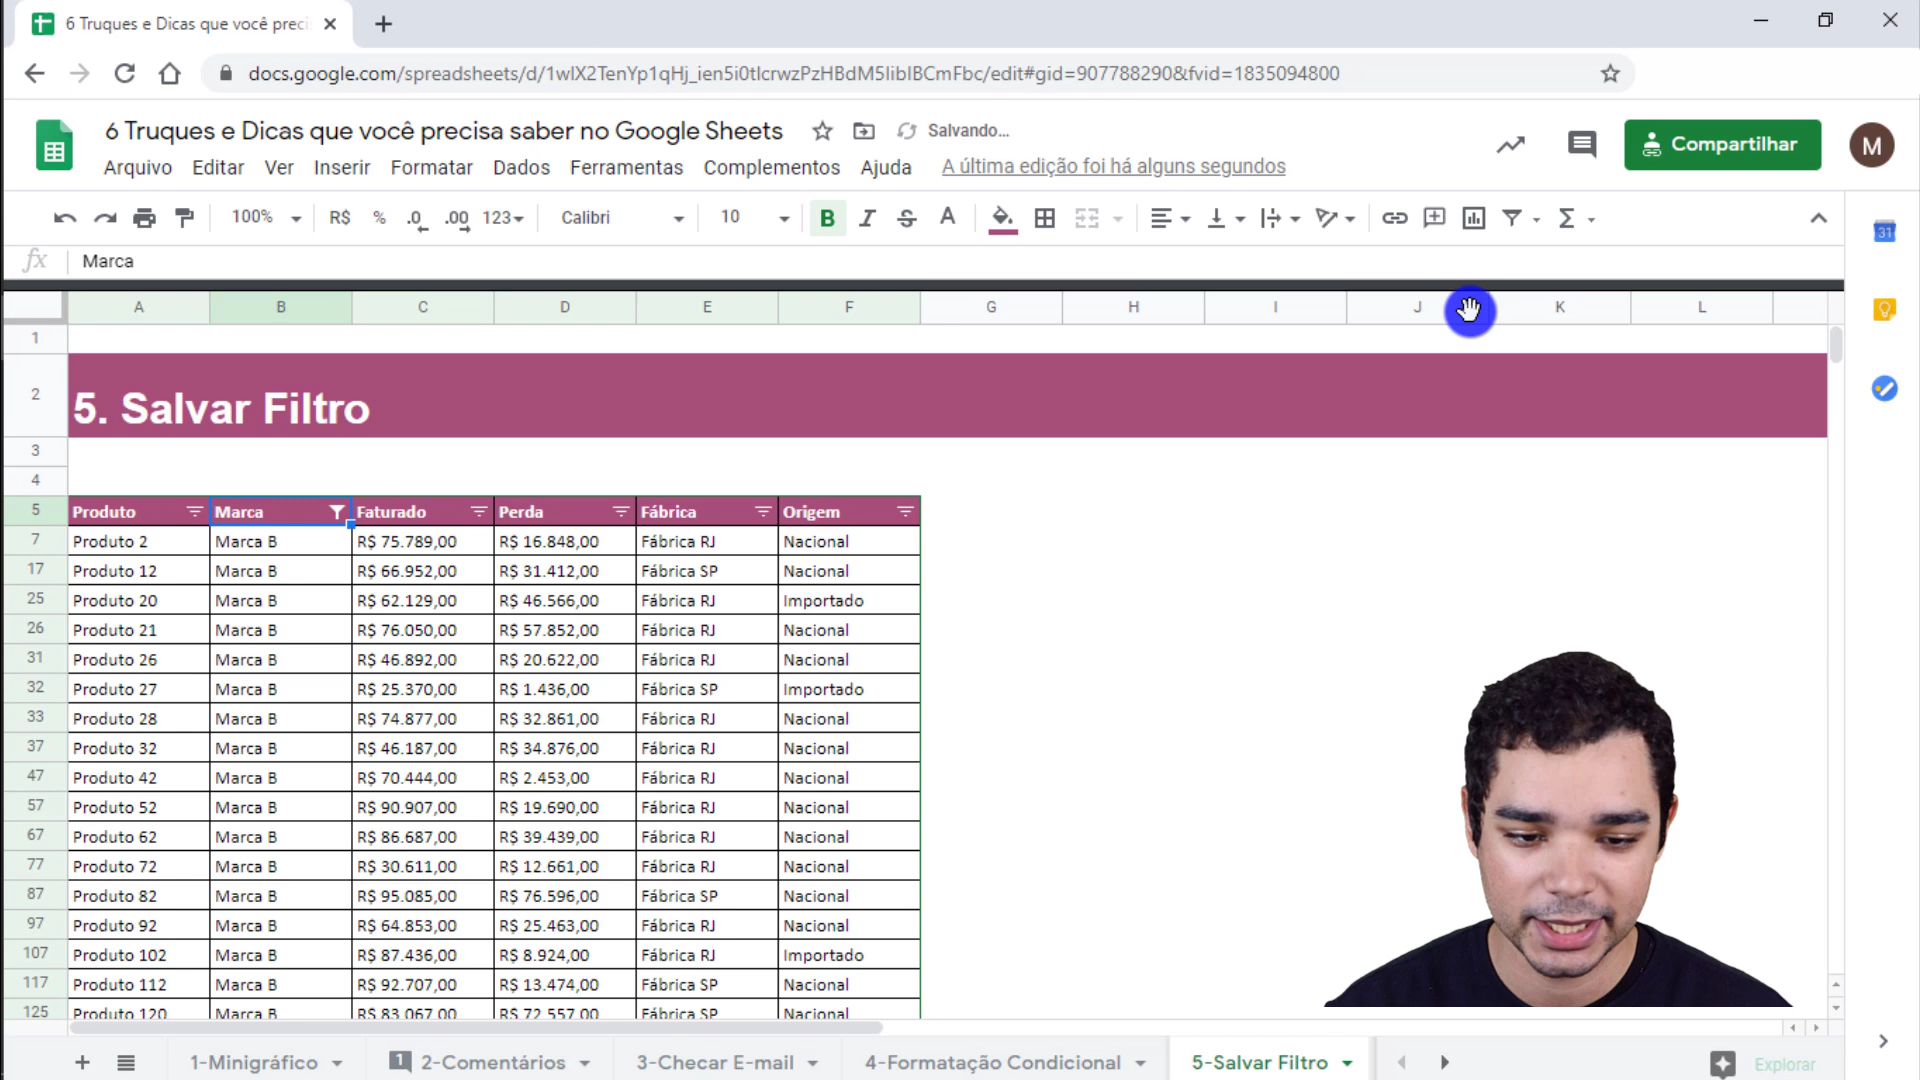 6 Truques e Dicas que você preci
docs.google.com/spreadsheets/d/1wlX2TenYp1qHj_ien5i0tIcrwzPzHBdM5IibIBCmFbc/edit#gid=907788290&fvid=1835094800
6 Truques e Dicas que você precisa saber no Google Sheets Salvando...
Arquivo Editar Ver Inserir Formatar Dados Ferramentas Complementos Ajuda A última edição foi há alguns segundos
Compartilhar M
100% R$ % .0 .00 123 Calibri 10 B I S A Σ
31
fx Marca
A B C D E F G H I J K L
1
2 5. Salvar Filtro
3
4
5 Produto Marca Faturado Perda Fábrica Origem
7 Produto 2 Marca B R$ 75.789,00 R$ 16.848,00 Fábrica RJ Nacional
17 Produto 12 Marca B R$ 66.952,00 R$ 31.412,00 Fábrica SP Nacional
25 Produto 20 Marca B R$ 62.129,00 R$ 46.566,00 Fábrica RJ Importado
26 Produto 21 Marca B R$ 76.050,00 R$ 57.852,00 Fábrica RJ Nacional
31 Produto 26 Marca B R$ 46.892,00 R$ 20.622,00 Fábrica RJ Nacional
32 Produto 27 Marca B R$ 25.370,00 R$ 1.436,00 Fábrica SP Importado
33 Produto 28 Marca B R$ 74.877,00 R$ 32.861,00 Fábrica RJ Nacional
37 Produto 32 Marca B R$ 46.187,00 R$ 34.876,00 Fábrica RJ Nacional
47 Produto 42 Marca B R$ 70.444,00 R$ 2.453,00 Fábrica RJ Nacional
57 Produto 52 Marca B R$ 90.907,00 R$ 19.690,00 Fábrica RJ Nacional
67 Produto 62 Marca B R$ 86.687,00 R$ 39.439,00 Fábrica RJ Nacional
77 Produto 72 Marca B R$ 30.611,00 R$ 12.661,00 Fábrica RJ Nacional
87 Produto 82 Marca B R$ 95.085,00 R$ 76.596,00 Fábrica SP Nacional
97 Produto 92 Marca B R$ 64.853,00 R$ 25.463,00 Fábrica RJ Nacional
107 Produto 102 Marca B R$ 87.436,00 R$ 8.924,00 Fábrica RJ Importado
117 Produto 112 Marca B R$ 92.707,00 R$ 13.474,00 Fábrica SP Nacional
125 Produto 120 Marca B R$ 83.067,00 R$ 72.557,00 Fábrica SP Nacional
1-Minigráfico 1 2-Comentários 3-Checar E-mail 4-Formatação Condicional 5-Salvar Filtro Explorar